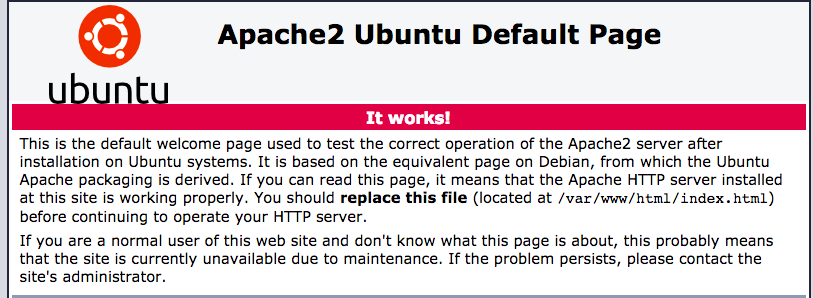 Apache2 Ubuntu Default Page
ubuntu
It works!
This is the default welcome page used to test the correct operation of the Apache2 server after
installation on Ubuntu systems. It is based on the equivalent page on Debian, from which the Ubuntu
Apache packaging is derived. If you can read this page, it means that the Apache HTTP server installed
at this site is working properly. You should replace this file (located at /var/www/html/index.html)
before continuing to operate your HTTP server.
If you are a normal user of this web site and don't know what this page is about, this probably means
that the site is currently unavailable due to maintenance. If the problem persists, please contact the
site's administrator.